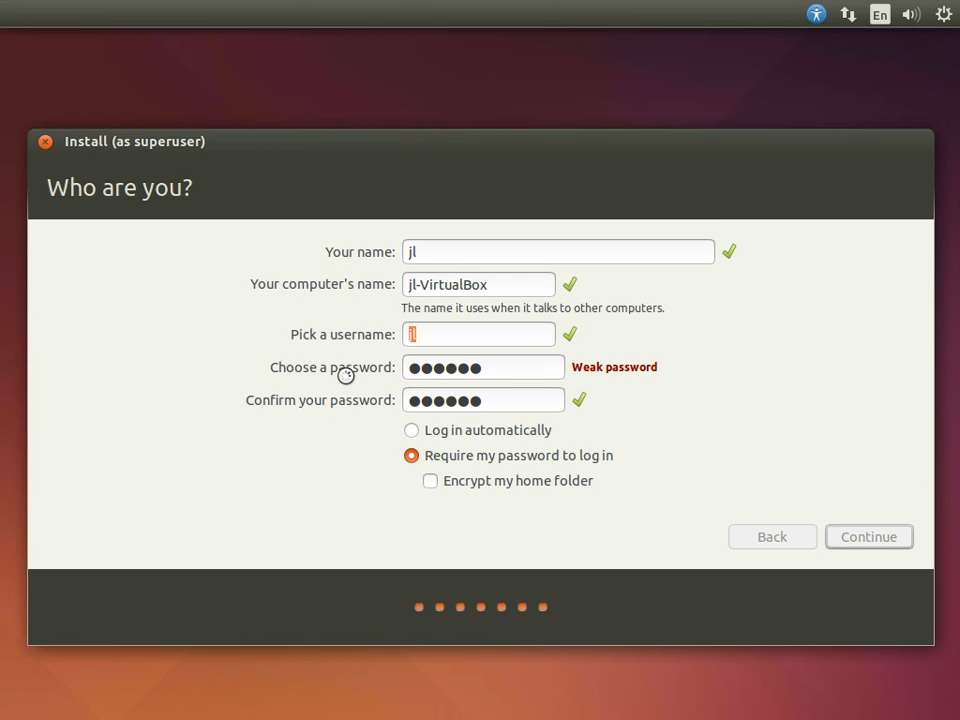 En
Install (as superuser)
Who are you?
Your name: jl
Your computer's name: jl-VirtualBox
The name it uses when it talks to other computers.
Pick a username: jl
Choose a password: ●●●●●● Weak password
Confirm your password: ●●●●●●
Log in automatically
Require my password to log in
Encrypt my home folder
Back Continue